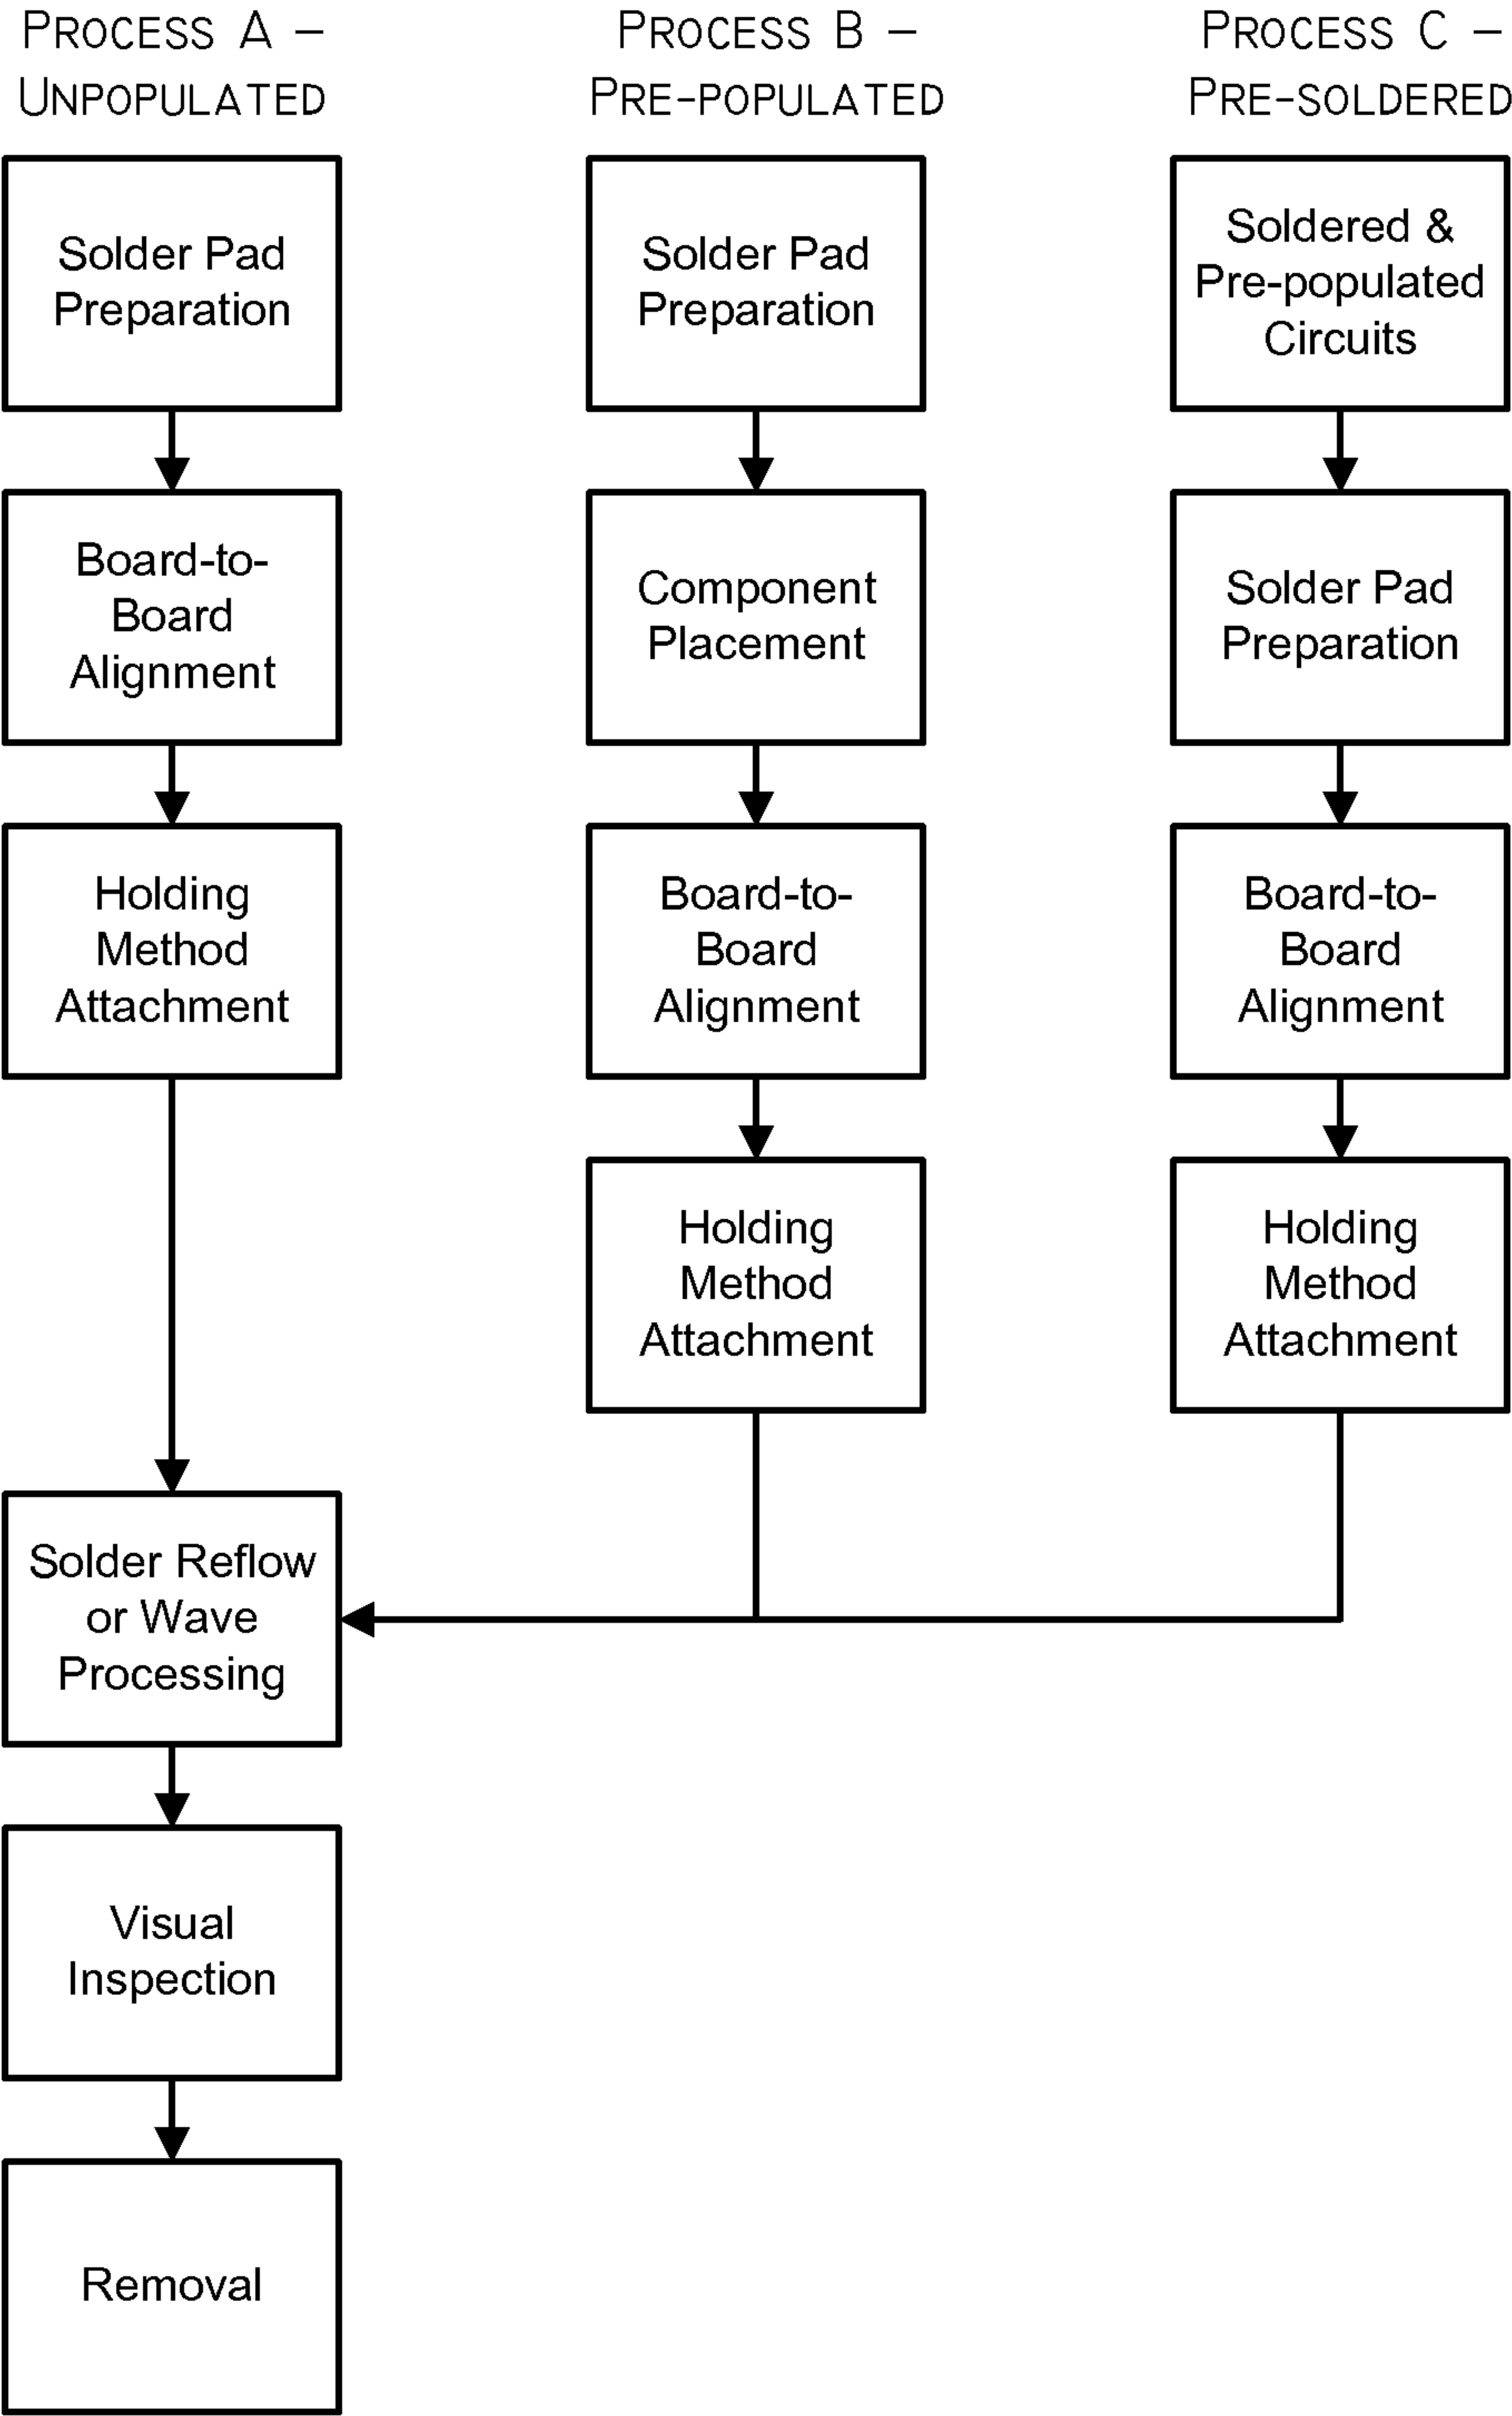 PROCESS A –
UNPOPULATED
Solder Pad
Preparation
Board-to-
Board
Alignment
Holding
Method
Attachment
Solder Reflow
or Wave
Processing
Visual
Inspection
Removal
PROCESS B –
PRE-POPULATED
Solder Pad
Preparation
Component
Placement
Board-to-
Board
Alignment
Holding
Method
Attachment
PROCESS C –
PRE-SOLDERED
Soldered &
Pre-populated
Circuits
Solder Pad
Preparation
Board-to-
Board
Alignment
Holding
Method
Attachment